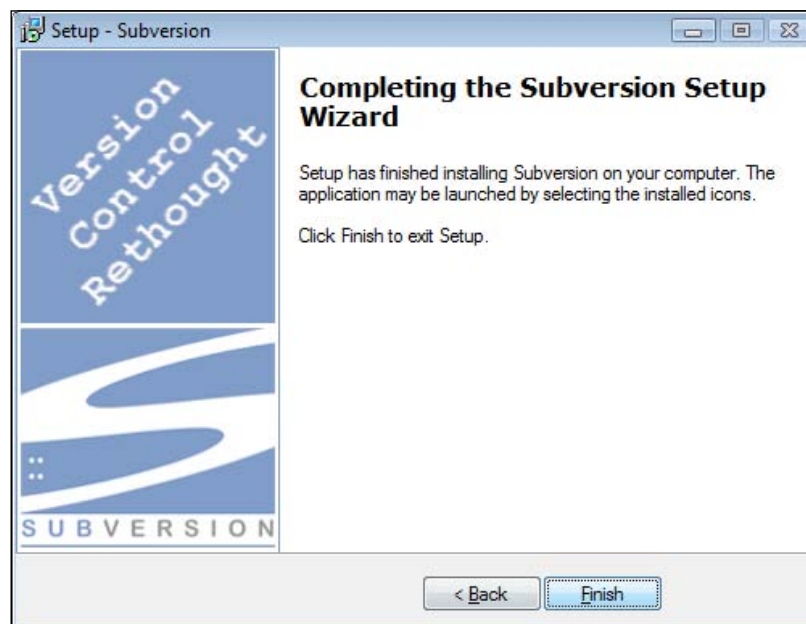 Setup - Subversion
Version
Control
Rethought
SUBVERSION
Completing the Subversion Setup
Wizard
Setup has finished installing Subversion on your computer. The
application may be launched by selecting the installed icons.
Click Finish to exit Setup.
< Back
Finish